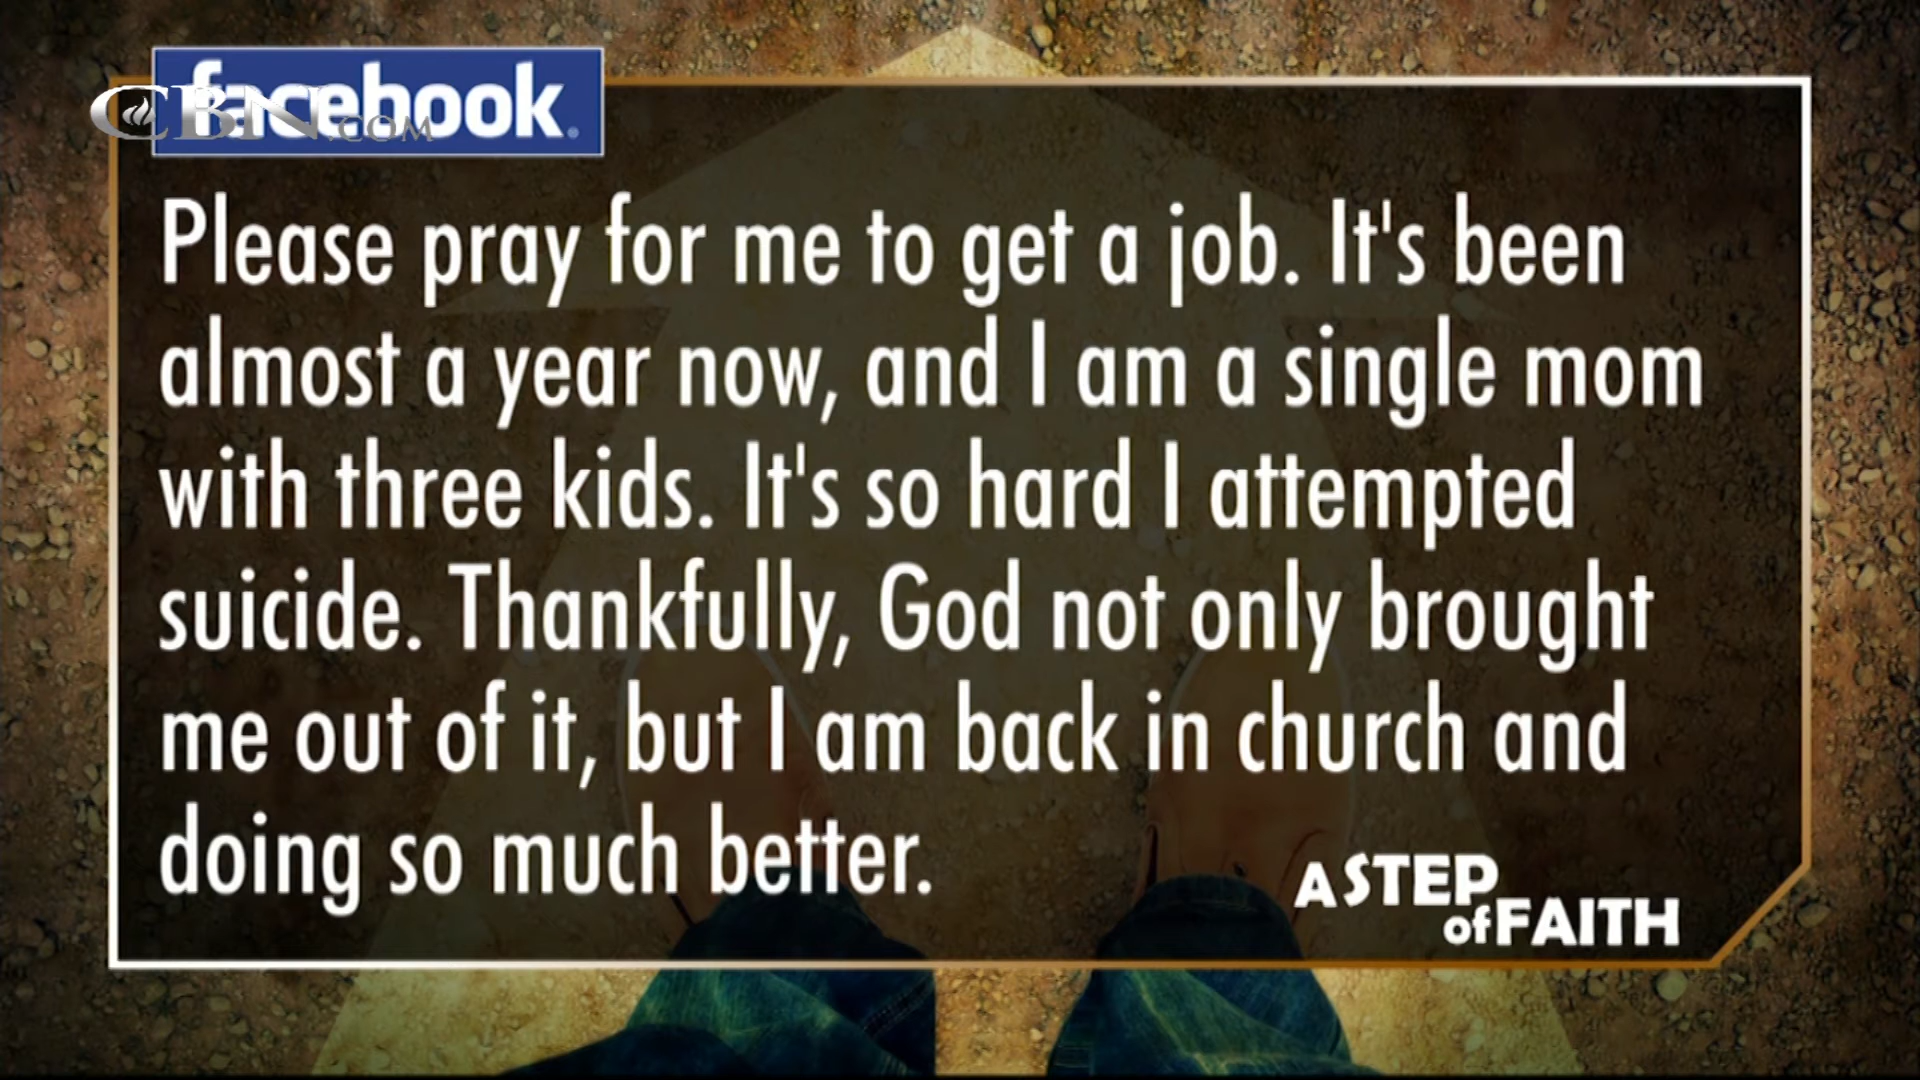 facebook
CBN.COM
Please pray for me to get a job. It's been
almost a year now, and I am a single mom
with three kids. It's so hard I attempted
suicide. Thankfully, God not only brought
me out of it, but I am back in church and
doing so much better.
A STEP
of FAITH